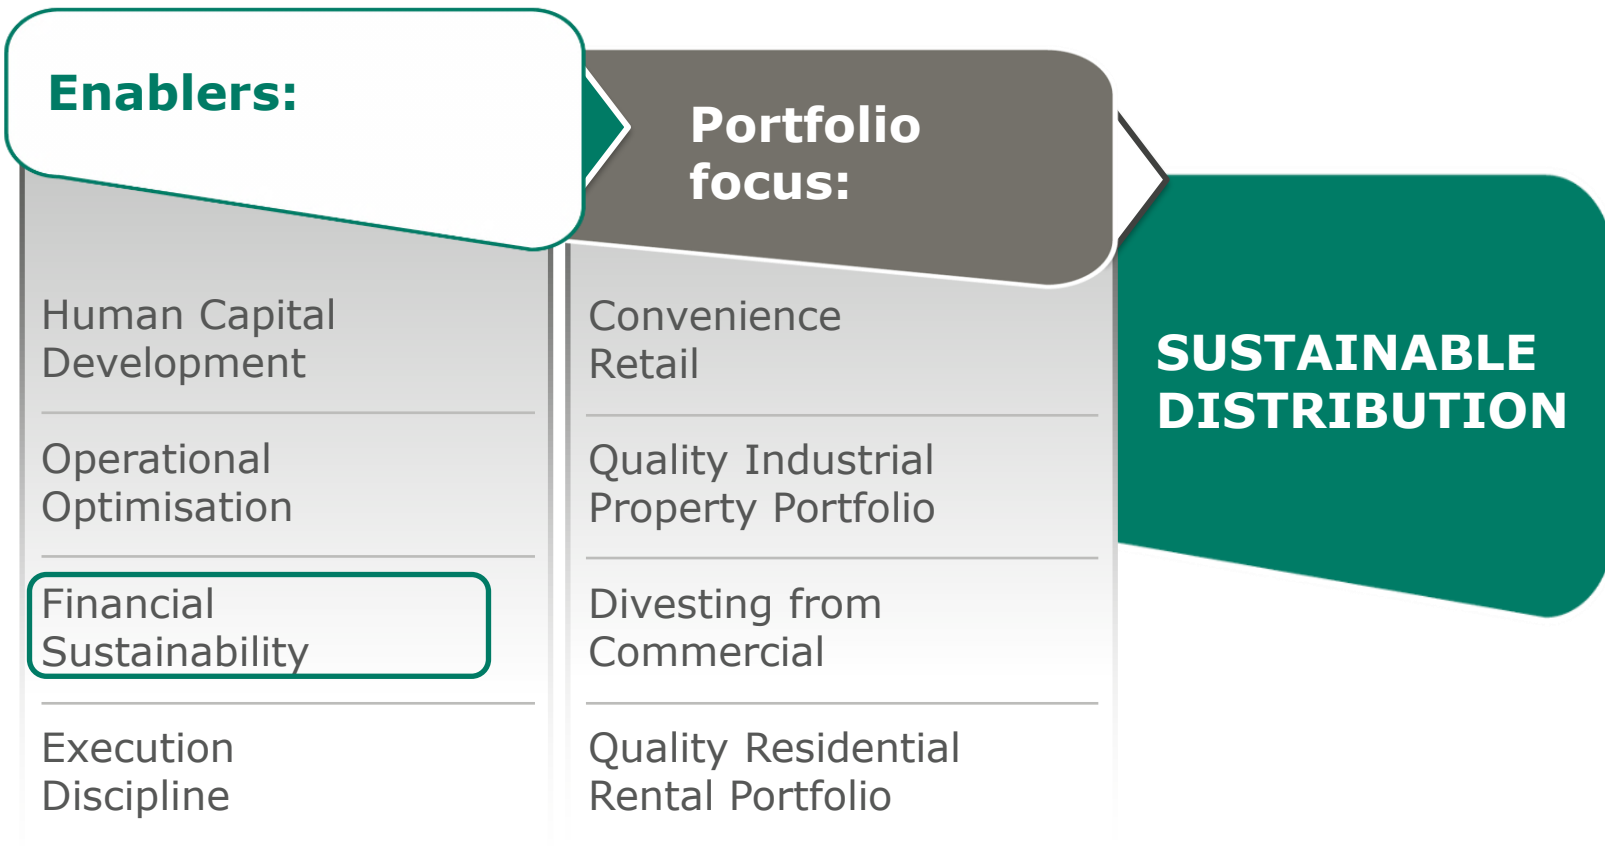 Enablers:
Human Capital
Development
Operational
Optimisation
Financial
Sustainability
Execution
Discipline
Portfolio
focus:
Convenience
Retail
Quality Industrial
Property Portfolio
Divesting from
Commercial
Quality Residential
Rental Portfolio
SUSTAINABLE
DISTRIBUTION